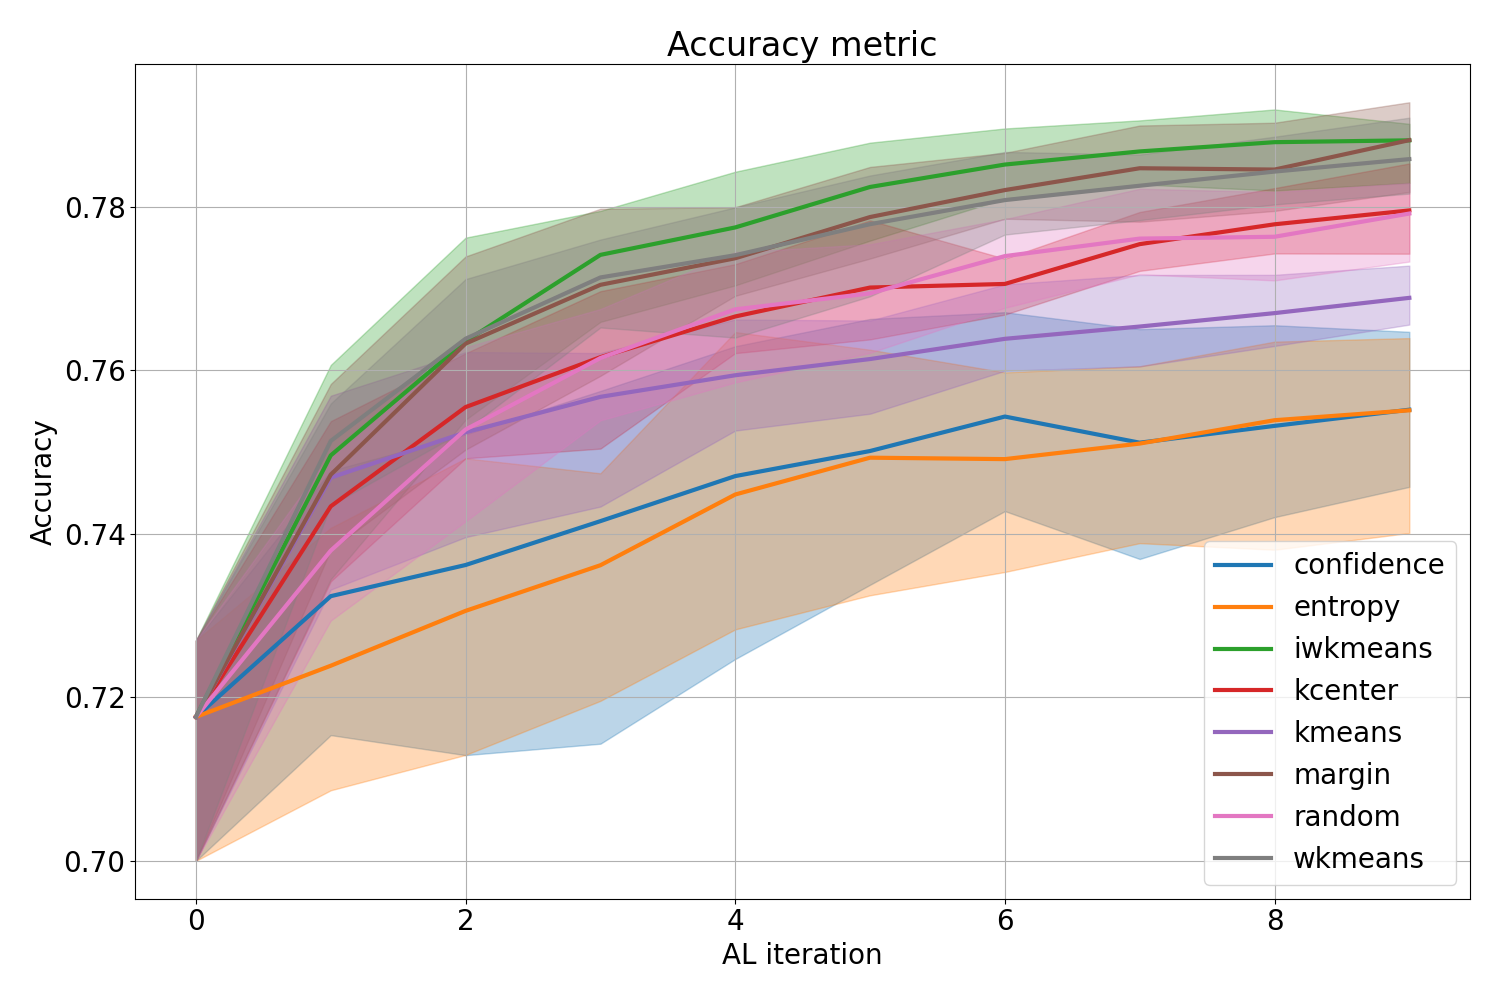 Accuracy metric
Accuracy
0.78
0.76
0.74
0.72
0.70
0 2 4 6 8
AL iteration
confidence
entropy
iwkmeans
kcenter
kmeans
margin
random
wkmeans